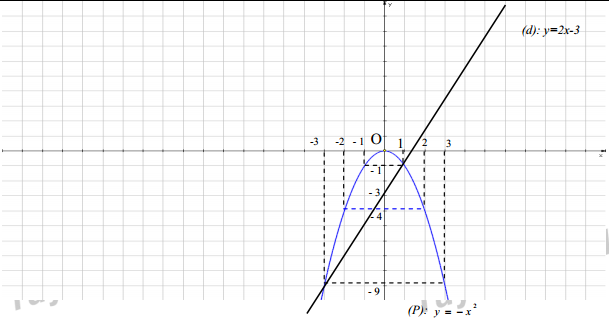 y
(d): y=2x-3
-3 -2 -1 O 1 2 3
x
-1
-3
-4
-9
(P): y = -x²